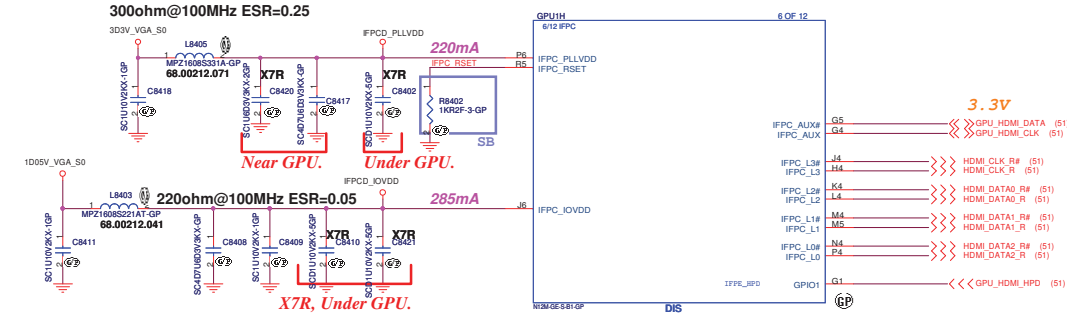 300ohm@100MHz ESR=0.25
3D3V_VGA_S0
L8405
1
MPZ1608S331A-GP
68.00212.071
IFPCD_PLLVDD
220mA
IFPC_RSET
C8418
SC1U10V2KX-1GP
X7R
C8420
SC1U6D3V3KX-2GP
C8417
SC4D7U6D3V3KX-GP
X7R
C8402
SCD1U10V2KX-5GP
R8402
1KR2F-3-GP
SB
Near GPU.
Under GPU.
1D05V_VGA_S0
L8403
1
MPZ1608S221AT-GP
68.00212.041
220ohm@100MHz ESR=0.05
IFPCD_IOVDD
285mA
C8411
SC1U10V2KX-1GP
C8408
SC4D7U6D3V3KX-GP
C8409
SC1U10V2KX-1GP
X7R
C8410
SCD1U10V2KX-5GP
X7R
C8421
SCD1U10V2KX-5GP
X7R, Under GPU.
GPU1H
6 OF 12
6/12 IFPC
P6 IFPC_PLLVDD
R5 IFPC_RSET
J6 IFPC_IOVDD
3.3V
IFPC_AUX# G5 GPU_HDMI_DATA (51
IFPC_AUX G4 GPU_HDMI_CLK (51)
IFPC_L3# J4 HDMI_CLK_R# (51)
IFPC_L3 H4 HDMI_CLK_R (51)
IFPC_L2# K4 HDMI_DATA0_R# (51)
IFPC_L2 L4 HDMI_DATA0_R (51)
IFPC_L1# M4 HDMI_DATA1_R# (51)
IFPC_L1 M5 HDMI_DATA1_R (51)
IFPC_L0# N4 HDMI_DATA2_R# (51)
IFPC_L0 P4 HDMI_DATA2_R (51)
IFPE_HPD GPIO1 G1 GPU_HDMI_HPD (51)
N12M-GE-S-B1-GP
DIS
GP